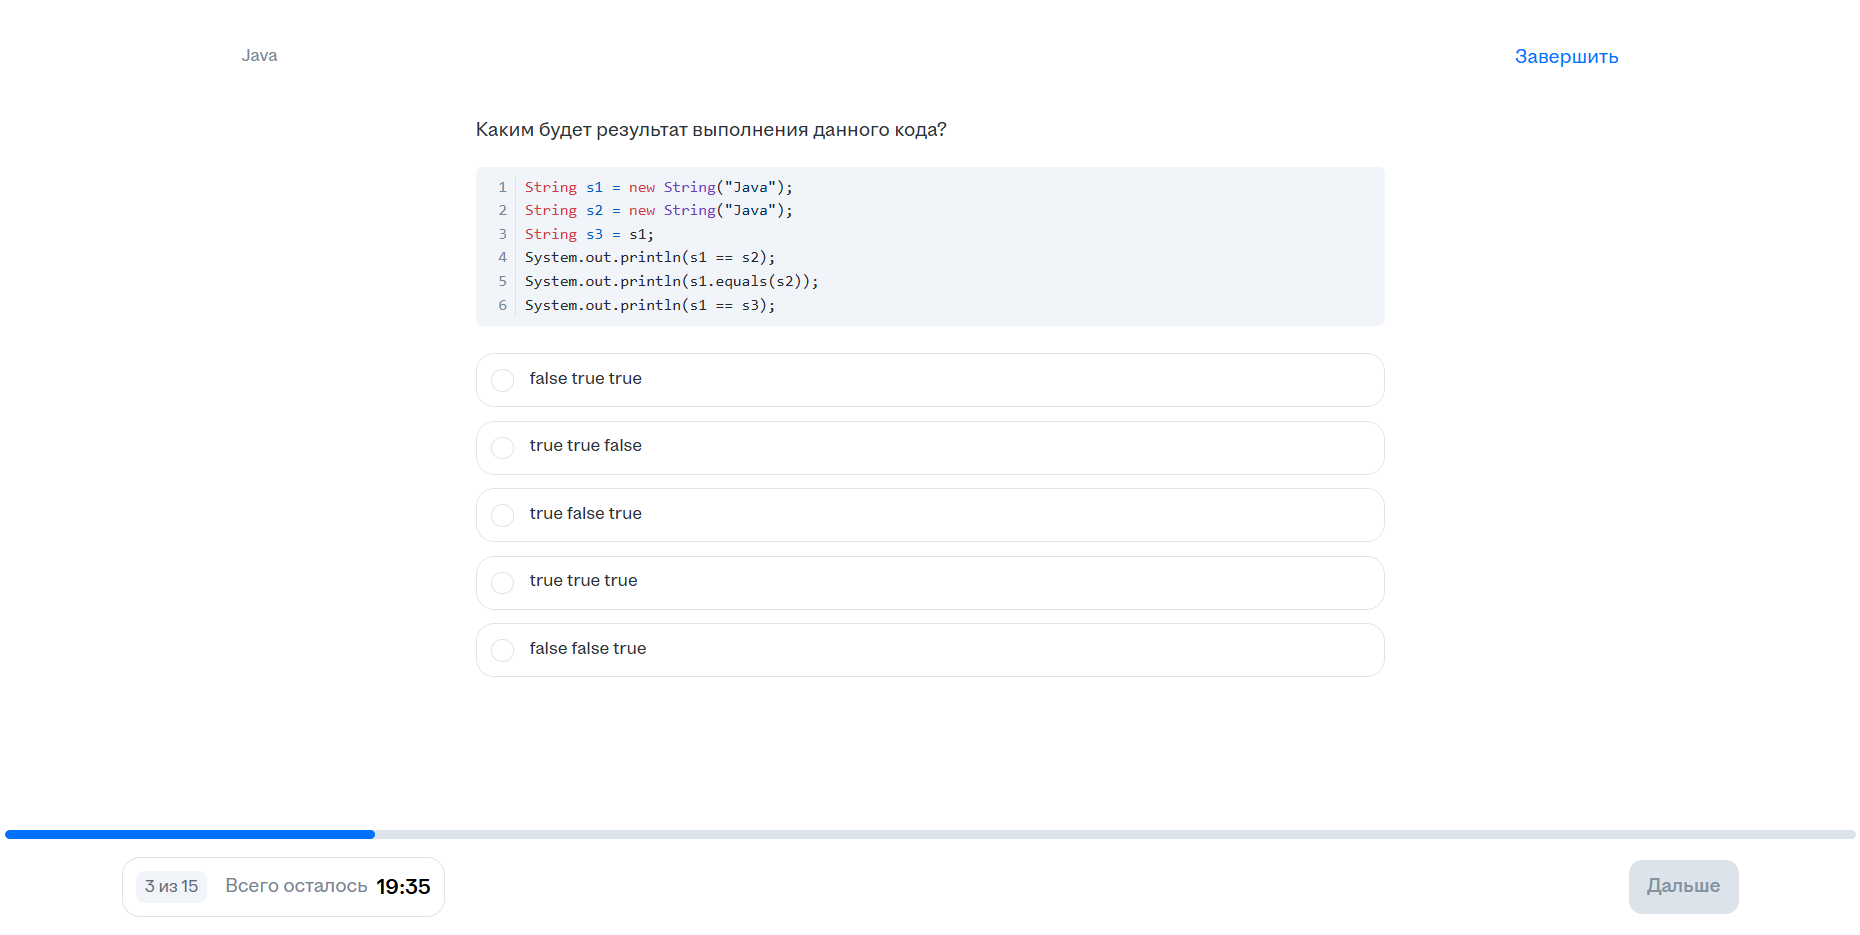 Java
Завершить
Каким будет результат выполнения данного кода?
1 String s1 = new String("Java");
2 String s2 = new String("Java");
3 String s3 = s1;
4 System.out.println(s1 == s2);
5 System.out.println(s1.equals(s2));
6 System.out.println(s1 == s3);
false true true
true true false
true false true
true true true
false false true
3 из 15 Всего осталось 19:35
Дальше